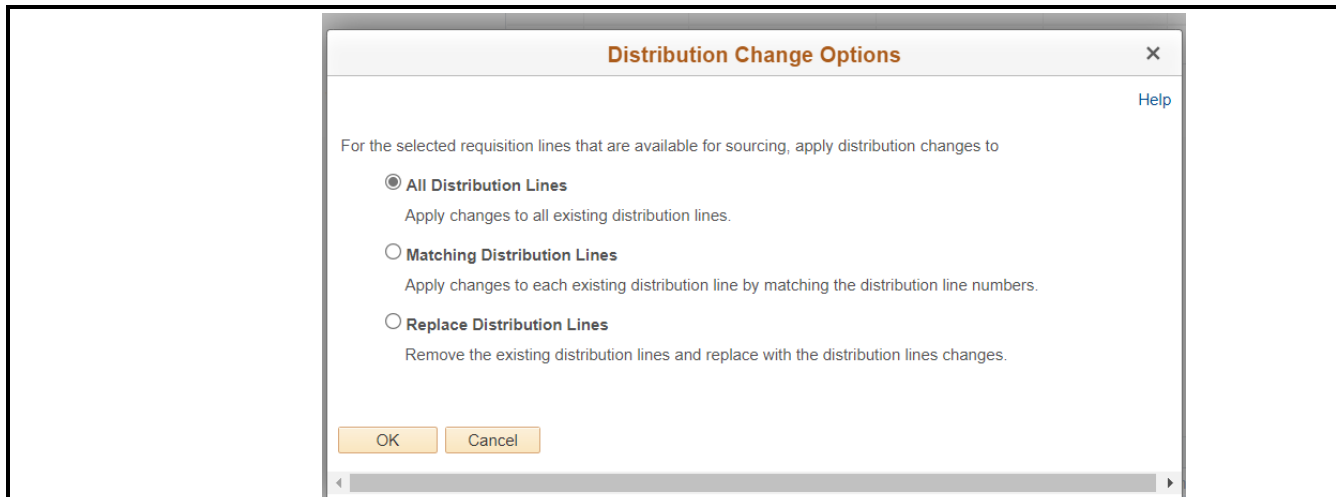 Distribution Change Options
Help
For the selected requisition lines that are available for sourcing, apply distribution changes to
All Distribution Lines
Apply changes to all existing distribution lines.
Matching Distribution Lines
Apply changes to each existing distribution line by matching the distribution line numbers.
Replace Distribution Lines
Remove the existing distribution lines and replace with the distribution lines changes.
OK Cancel